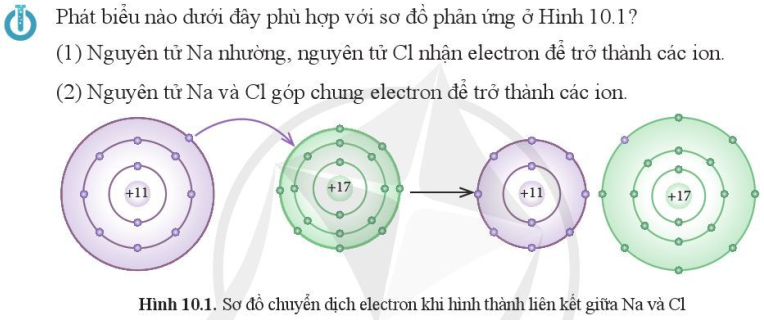 Phát biểu nào dưới đây phù hợp với sơ đồ phản ứng ở Hình 10.1?
(1) Nguyên tử Na nhường, nguyên tử Cl nhận electron để trở thành các ion.
(2) Nguyên tử Na và Cl góp chung electron để trở thành các ion.
+11 +17 +11 +17
Hình 10.1. Sơ đồ chuyển dịch electron khi hình thành liên kết giữa Na và Cl